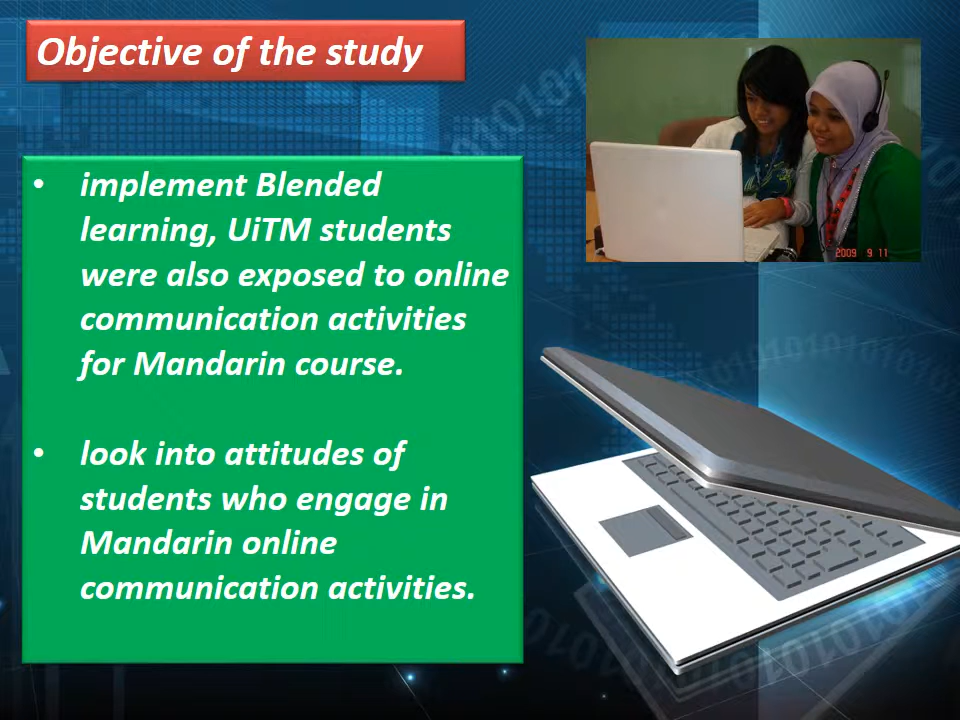 Objective of the study
• implement Blended
learning, UiTM students
were also exposed to online
communication activities
for Mandarin course.
• look into attitudes of
students who engage in
Mandarin online
communication activities.
2009 9 11